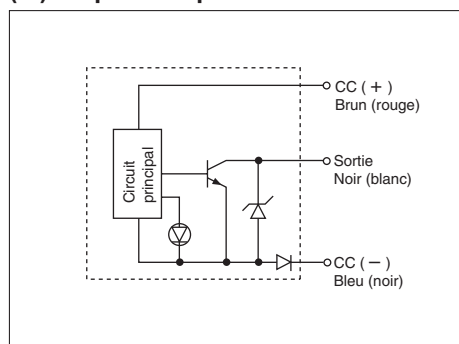 Circuit
principal
CC ( + )
Brun (rouge)
Sortie
Noir (blanc)
CC ( − )
Bleu (noir)